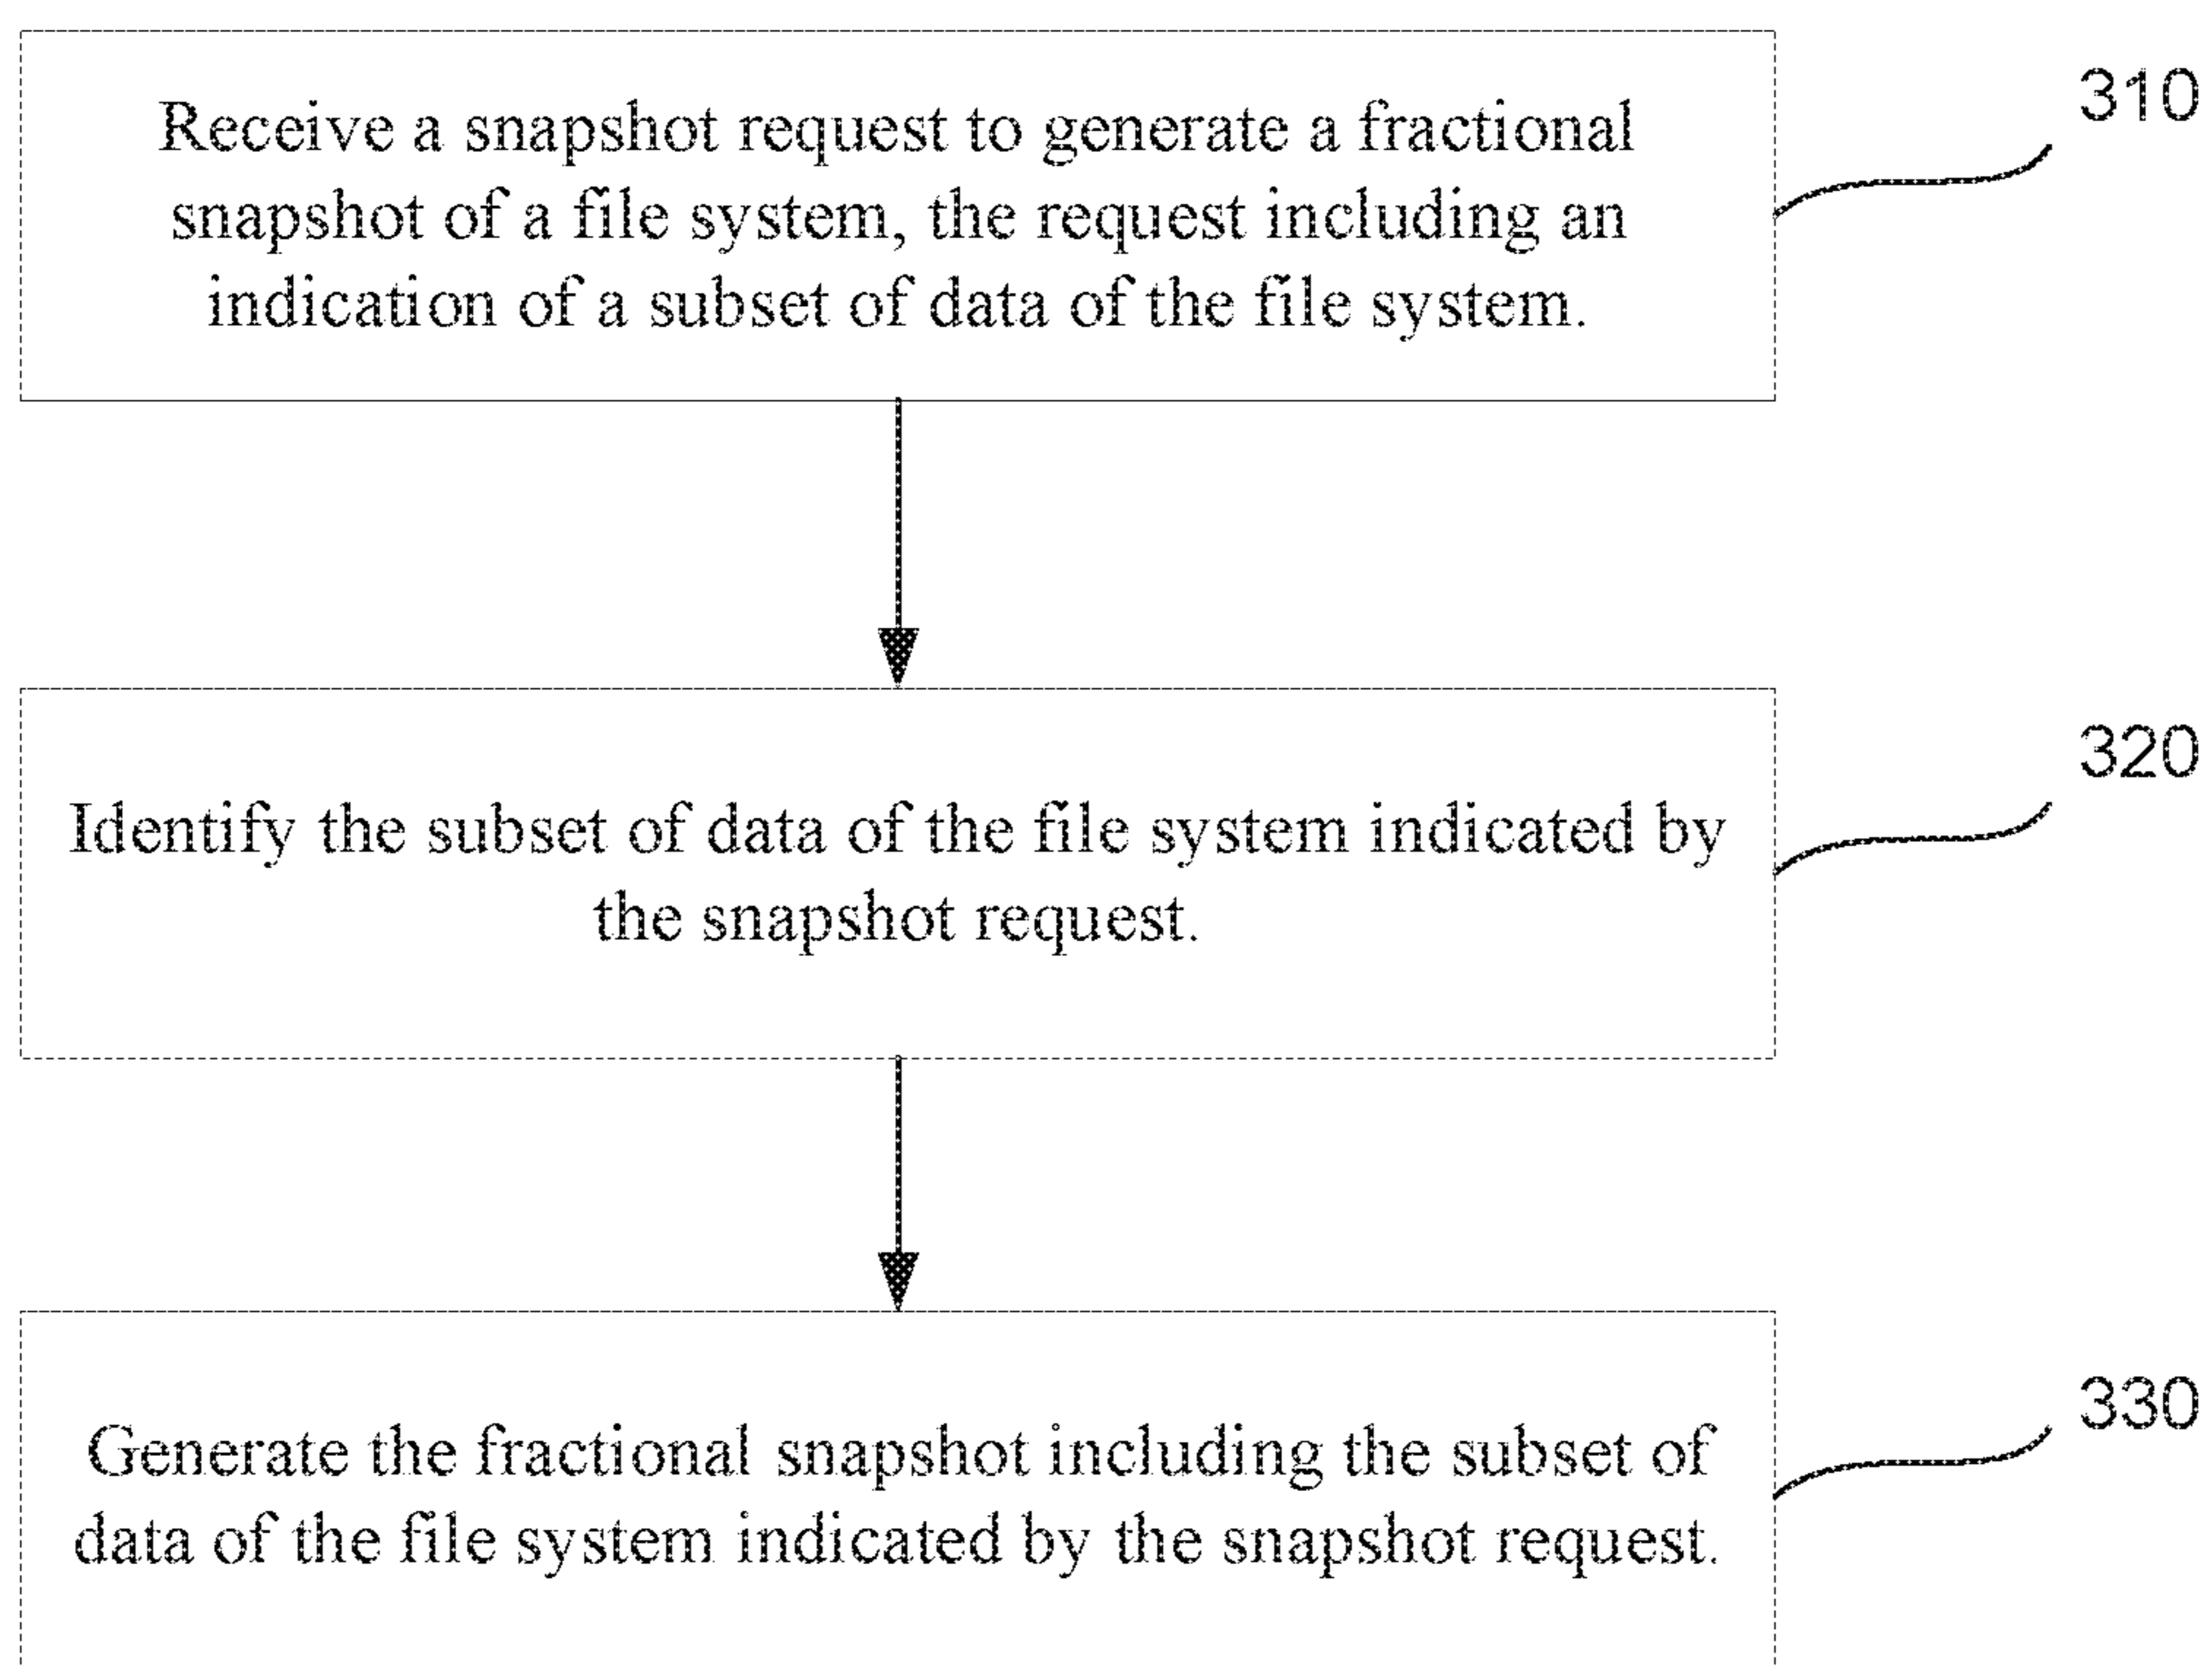 310
Receive a snapshot request to generate a fractional
snapshot of a file system, the request including an
indication of a subset of data of the file system.
320
Identify the subset of data of the file system indicated by
the snapshot request.
330
Generate the fractional snapshot including the subset of
data of the file system indicated by the snapshot request.